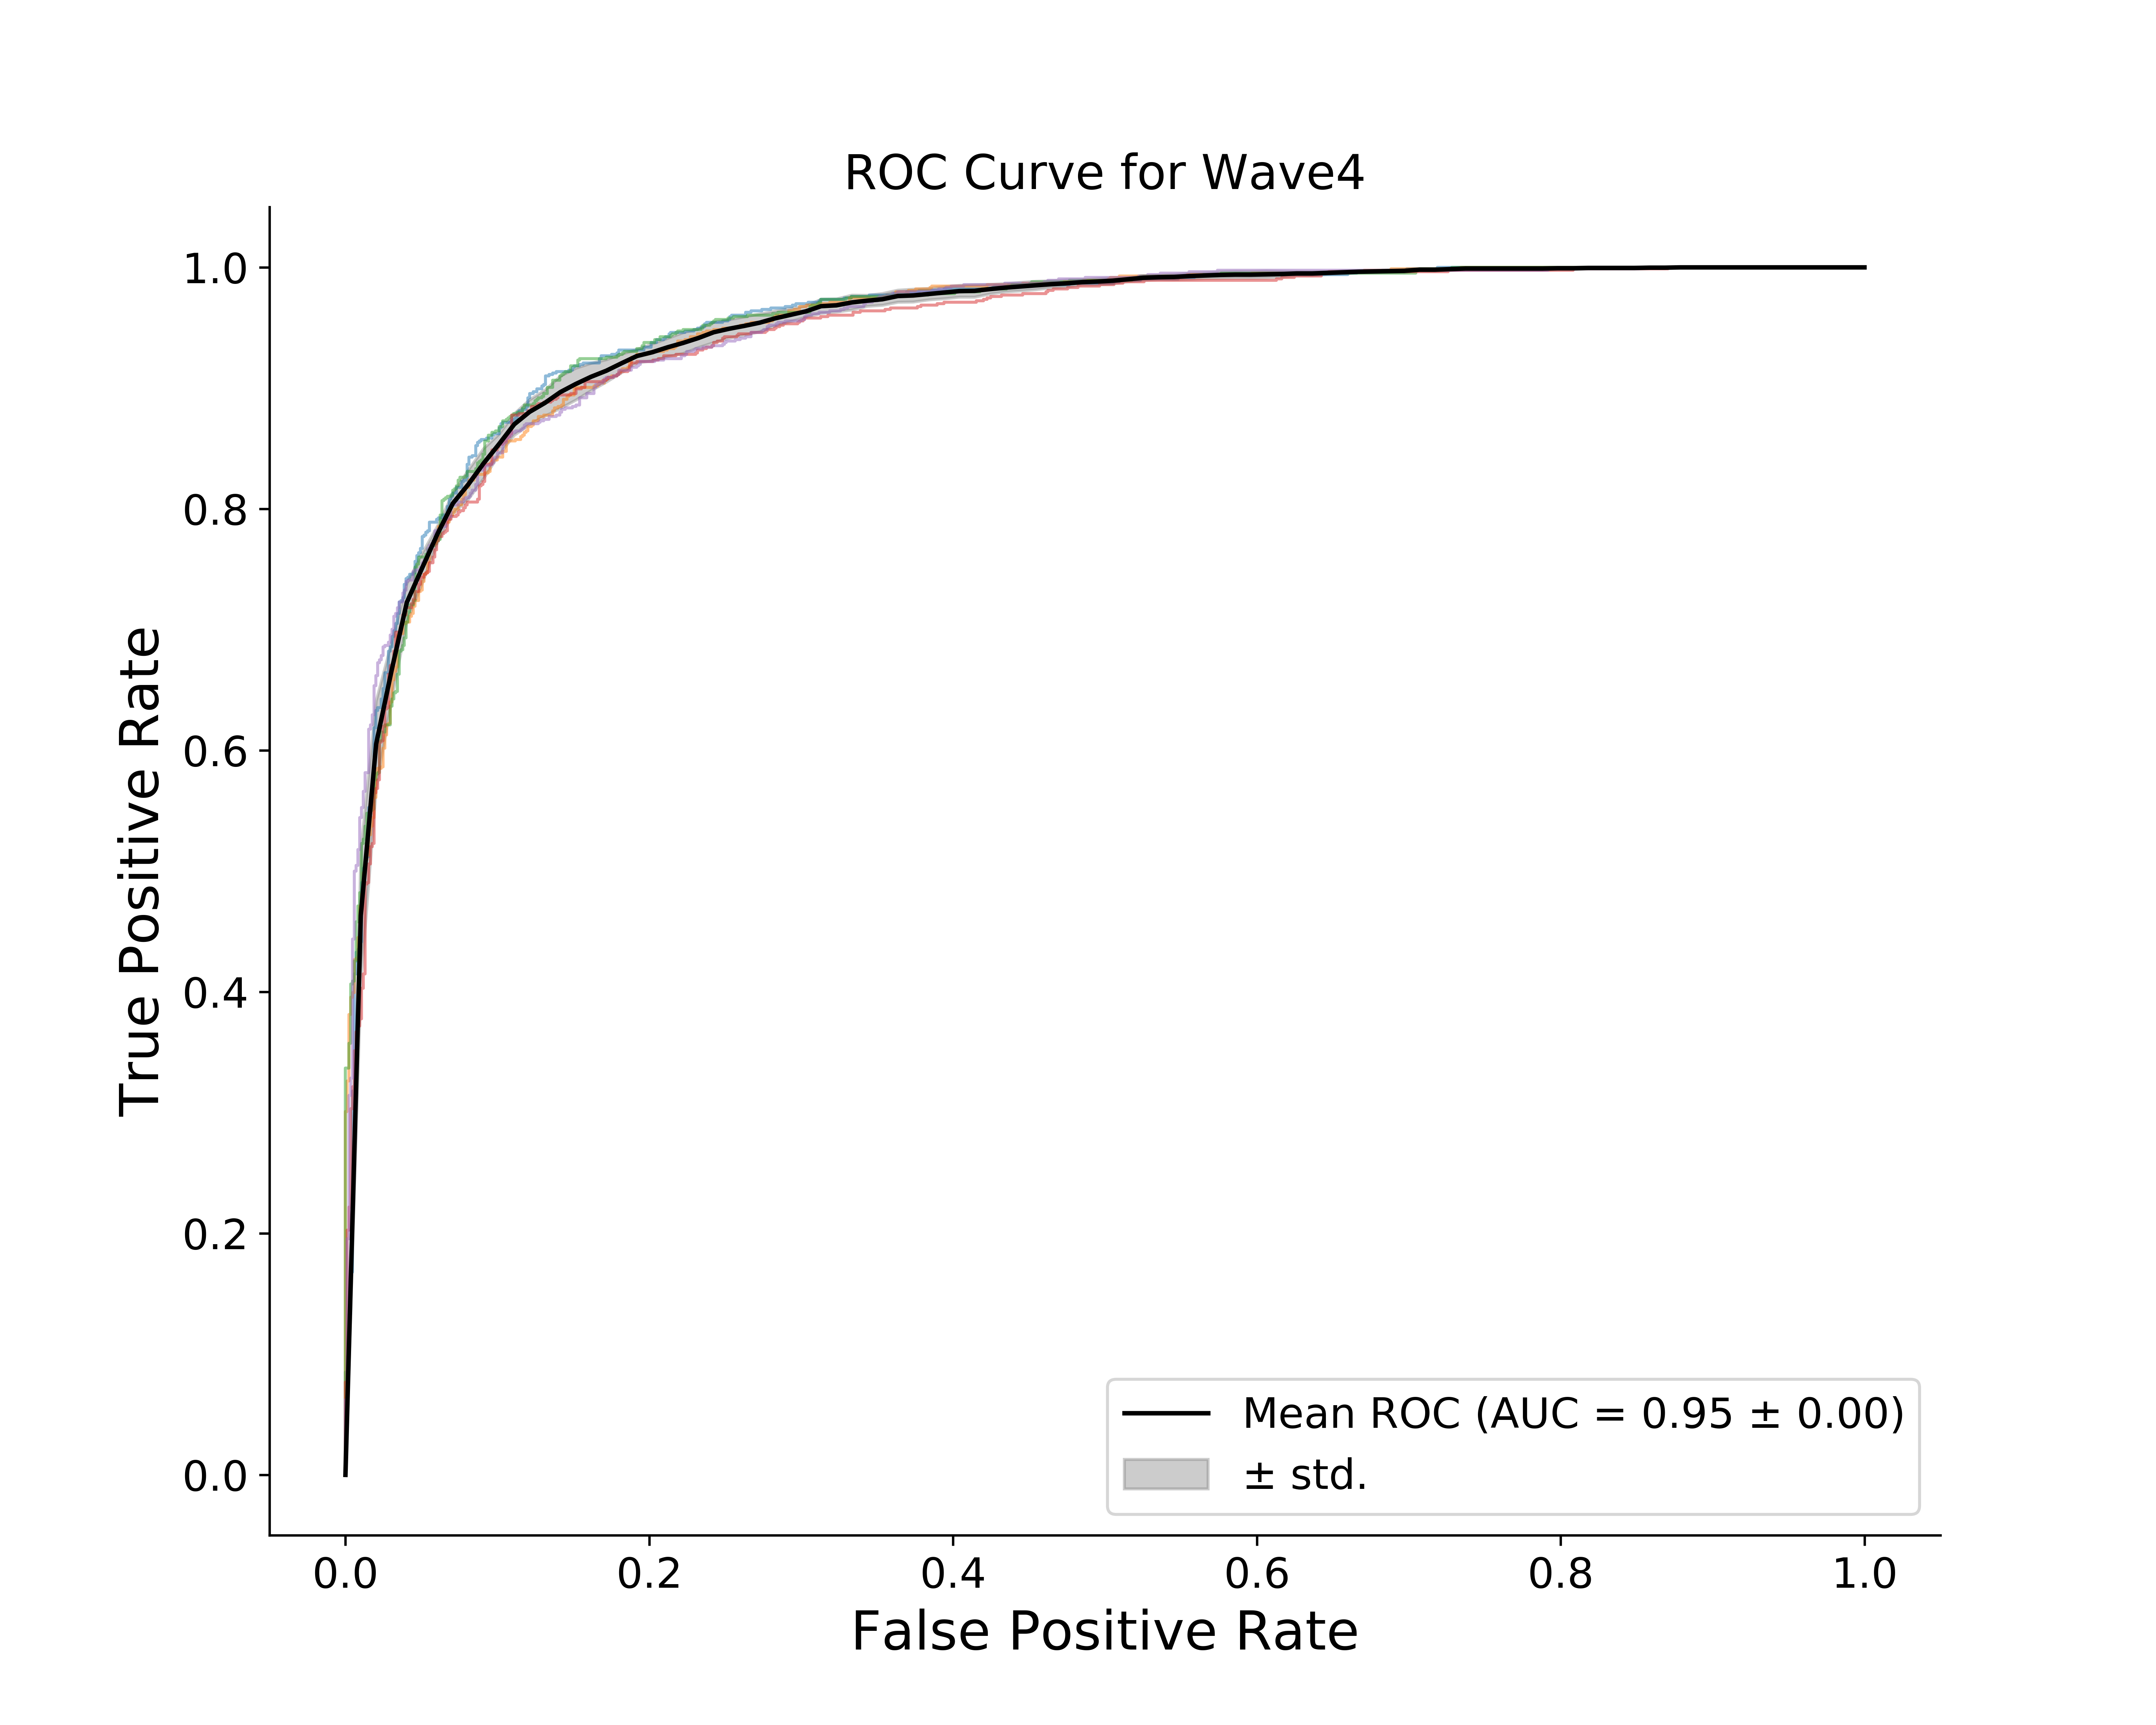 ROC Curve for Wave4
True Positive Rate
1.0
0.8
0.6
0.4
0.2
0.0
Mean ROC (AUC = 0.95 ± 0.00)
± std.
0.0 0.2 0.4 0.6 0.8 1.0
False Positive Rate